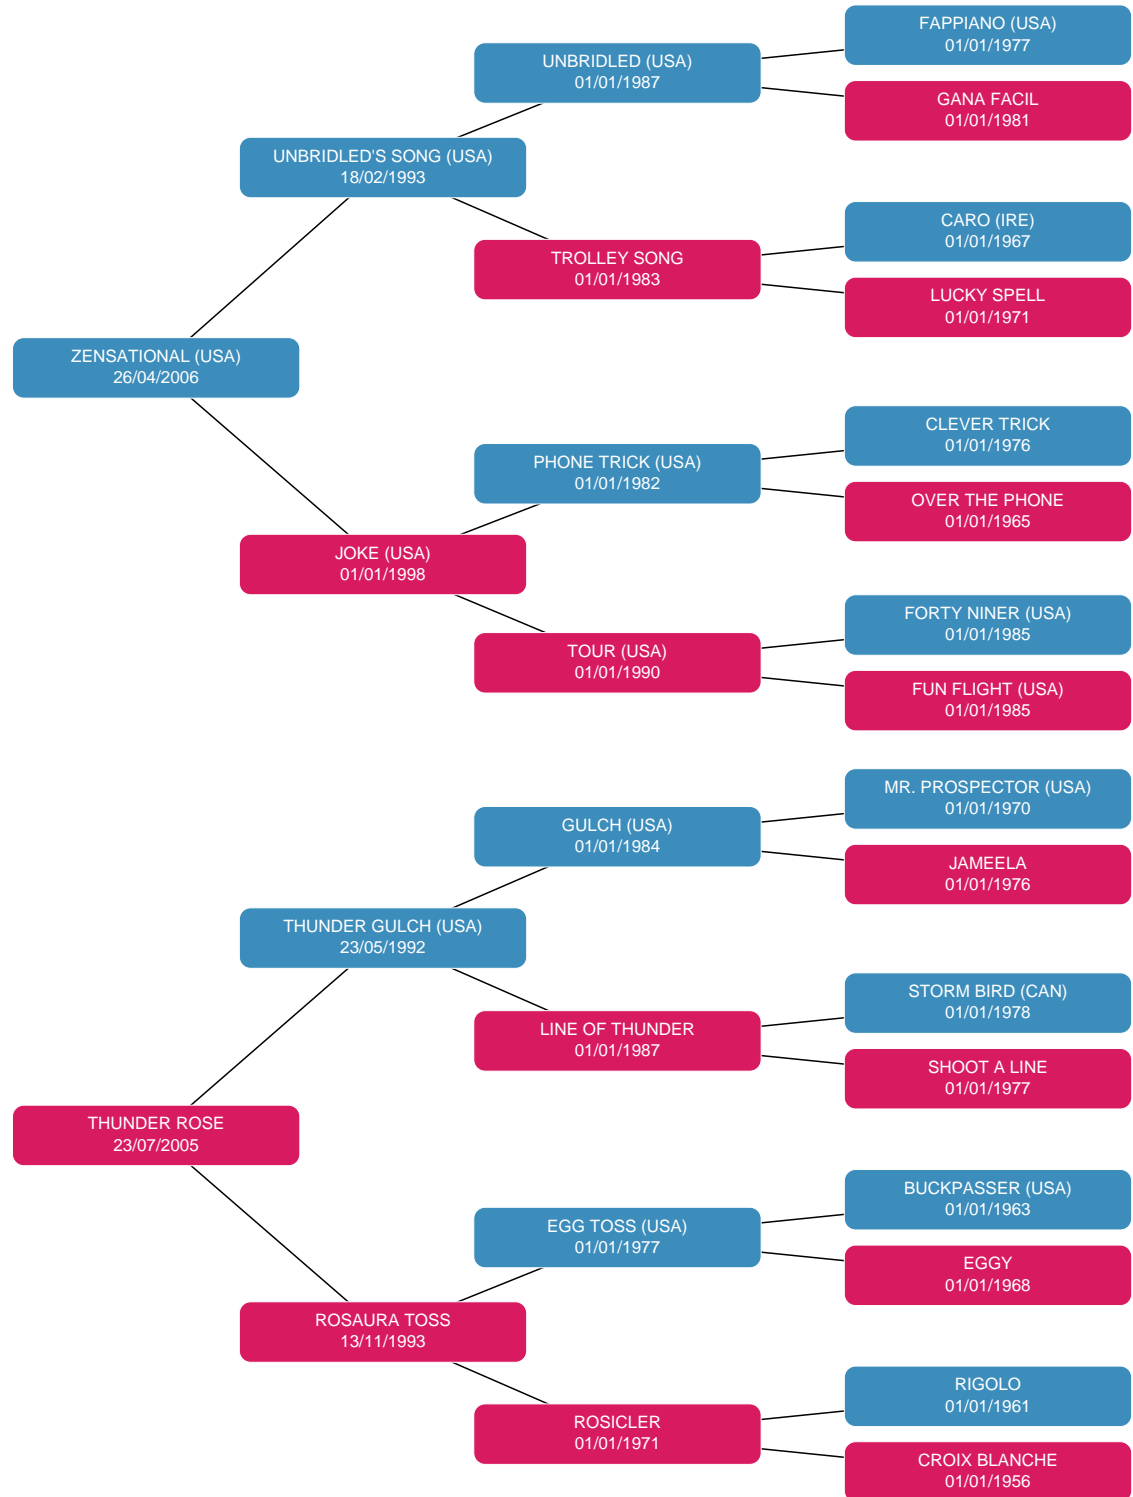 FAPPIANO (USA)
01/01/1977
UNBRIDLED (USA)
01/01/1987
GANA FACIL
01/01/1981
UNBRIDLED'S SONG (USA)
18/02/1993
CARO (IRE)
01/01/1967
TROLLEY SONG
01/01/1983
LUCKY SPELL
01/01/1971
ZENSATIONAL (USA)
26/04/2006
CLEVER TRICK
01/01/1976
PHONE TRICK (USA)
01/01/1982
OVER THE PHONE
01/01/1965
JOKE (USA)
01/01/1998
FORTY NINER (USA)
01/01/1985
TOUR (USA)
01/01/1990
FUN FLIGHT (USA)
01/01/1985
MR. PROSPECTOR (USA)
01/01/1970
GULCH (USA)
01/01/1984
JAMEELA
01/01/1976
THUNDER GULCH (USA)
23/05/1992
STORM BIRD (CAN)
01/01/1978
LINE OF THUNDER
01/01/1987
SHOOT A LINE
01/01/1977
THUNDER ROSE
23/07/2005
BUCKPASSER (USA)
01/01/1963
EGG TOSS (USA)
01/01/1977
EGGY
01/01/1968
ROSAURA TOSS
13/11/1993
RIGOLO
01/01/1961
ROSICLER
01/01/1971
CROIX BLANCHE
01/01/1956